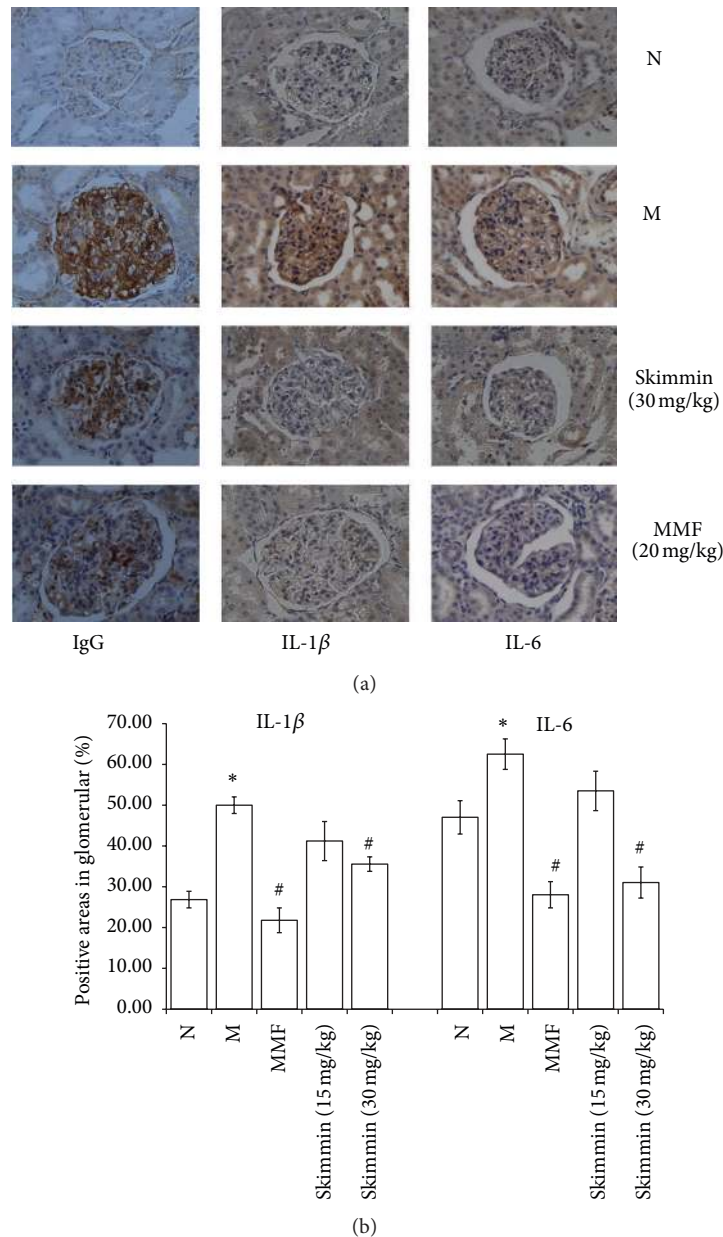 N
M
Skimmin
(30 mg/kg)
MMF
(20 mg/kg)
IgG IL-1β IL-6
(a)
Positive areas in glomerular (%)
70.00
60.00
50.00
40.00
30.00
20.00
10.00
0.00
IL-1β IL-6
* *
# # # #
N M MMF Skimmin (15 mg/kg) Skimmin (30 mg/kg) N M MMF Skimmin (15 mg/kg) Skimmin (30 mg/kg)
(b)